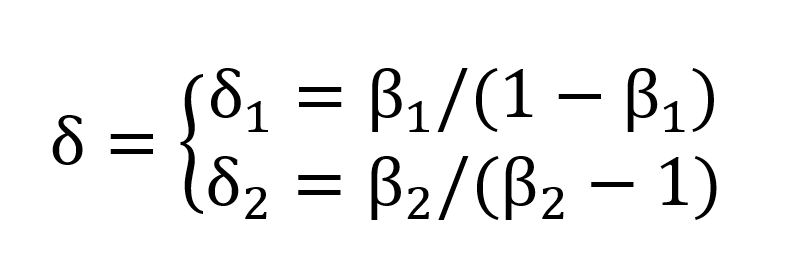 δ = {
δ₁ = β₁/(1 − β₁)
δ₂ = β₂/(β₂ − 1)